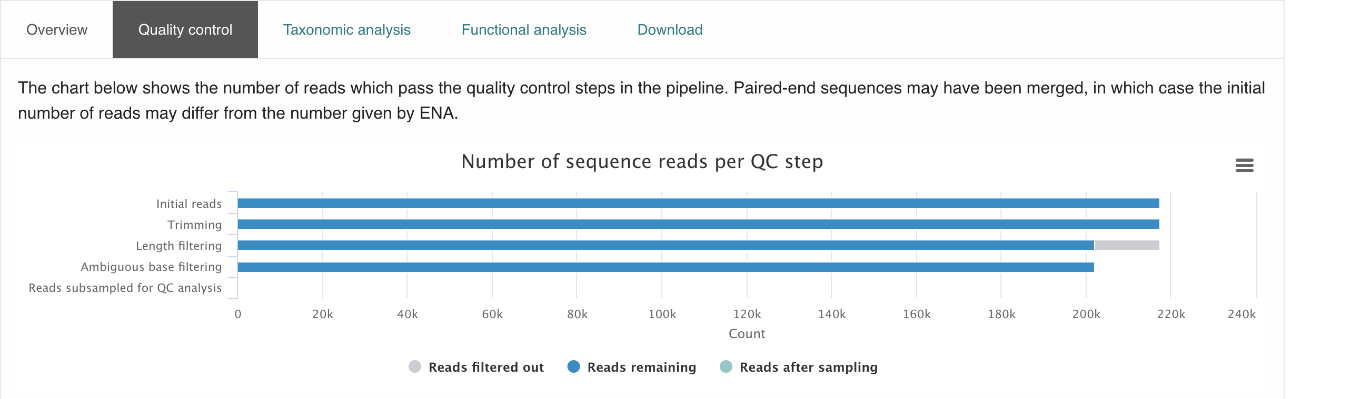 Overview Quality control Taxonomic analysis Functional analysis Download
The chart below shows the number of reads which pass the quality control steps in the pipeline. Paired-end sequences may have been merged, in which case the initial
number of reads may differ from the number given by ENA.
Number of sequence reads per QC step
Initial reads
Trimming
Length filtering
Ambiguous base filtering
Reads subsampled for QC analysis
0 20k 40k 60k 80k 100k 120k 140k 160k 180k 200k 220k 240k
Count
Reads filtered out Reads remaining Reads after sampling